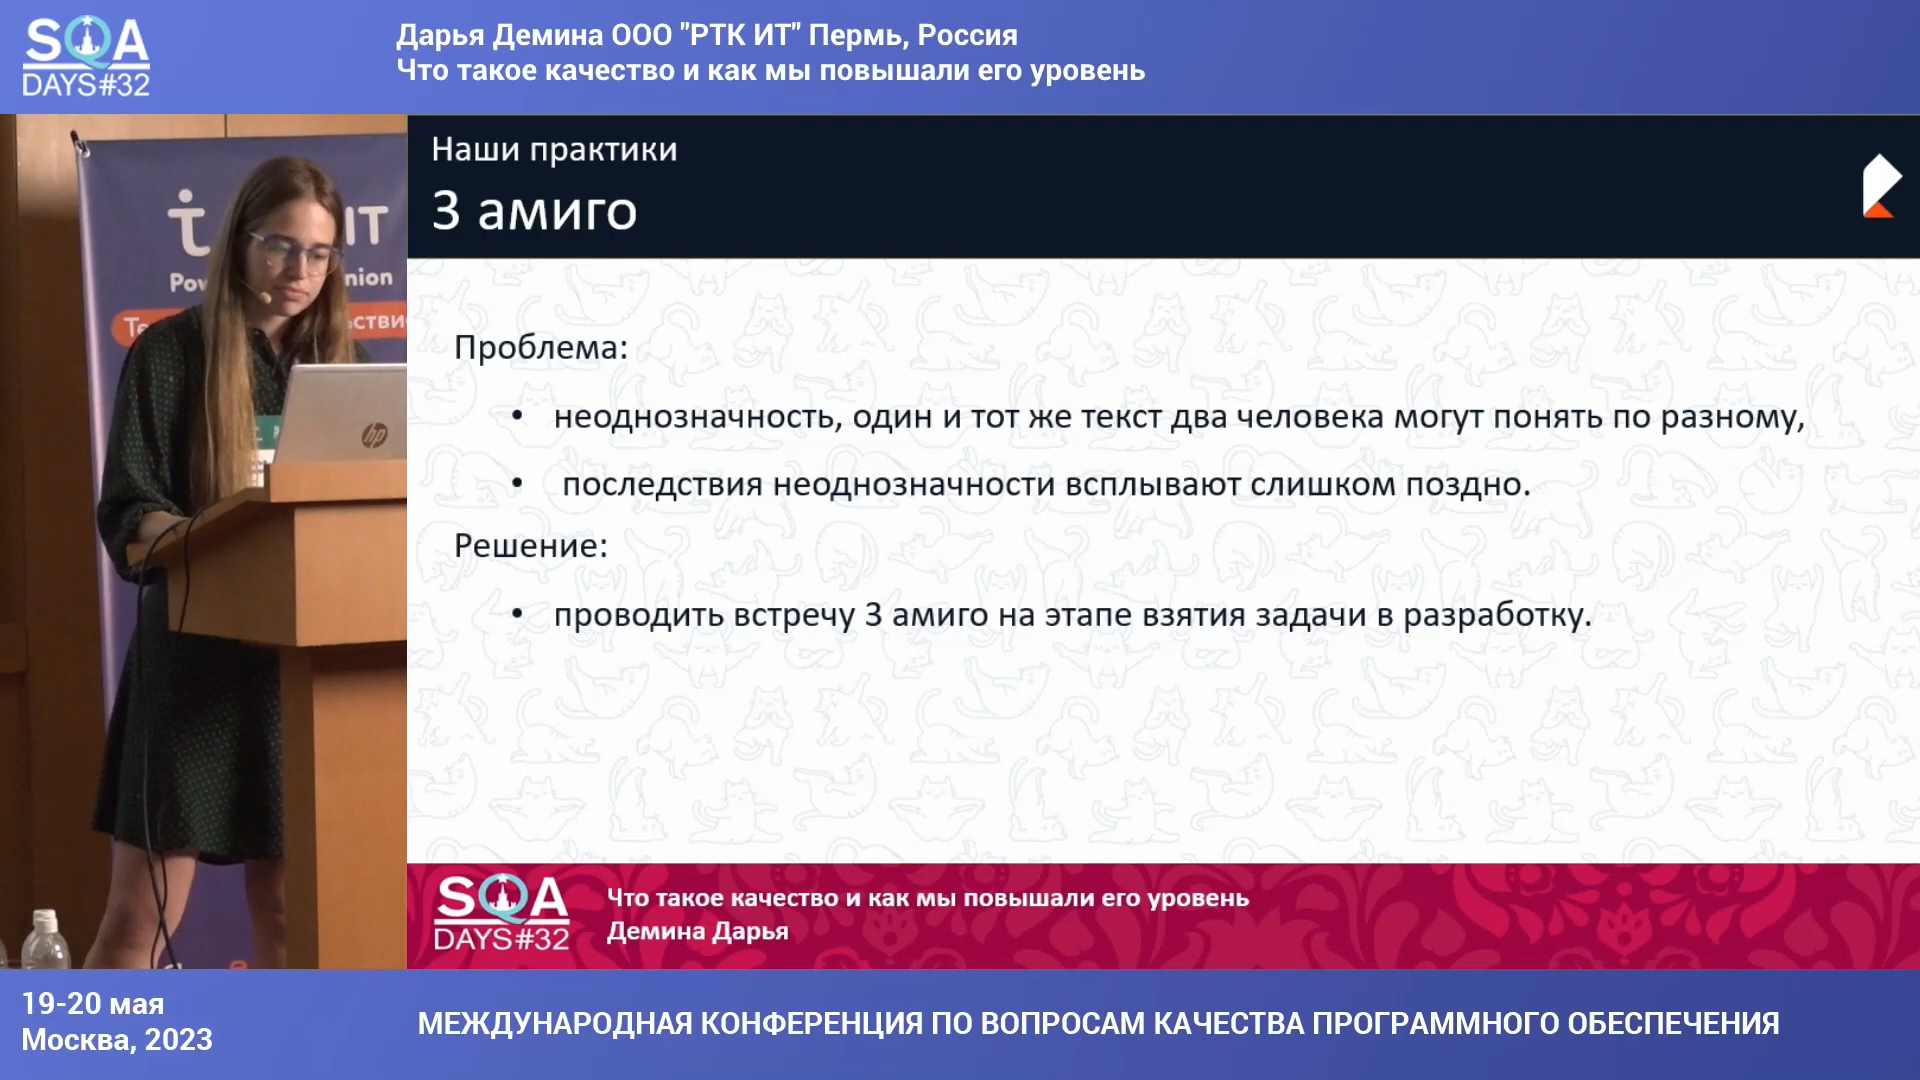 SQA
DAYS#32
Дарья Демина ООО "РТК ИТ" Пермь, Россия
Что такое качество и как мы повышали его уровень
IT
hp
Наши практики
3 амиго
Проблема:
• неоднозначность, один и тот же текст два человека могут понять по разному,
• последствия неоднозначности всплывают слишком поздно.
Решение:
• проводить встречу 3 амиго на этапе взятия задачи в разработку.
SQA
DAYS#32
Что такое качество и как мы повышали его уровень
Демина Дарья
19-20 мая
Москва, 2023
МЕЖДУНАРОДНАЯ КОНФЕРЕНЦИЯ ПО ВОПРОСАМ КАЧЕСТВА ПРОГРАММНОГО ОБЕСПЕЧЕНИЯ